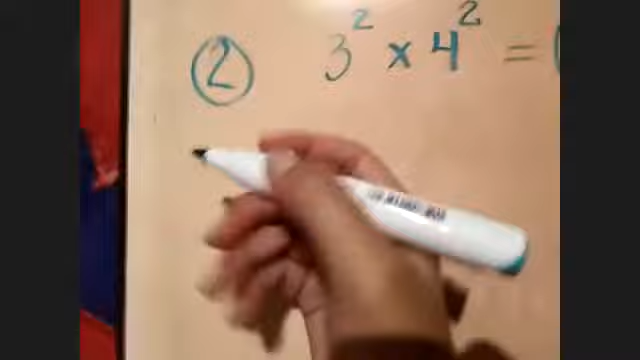 ② 3² x 4² =